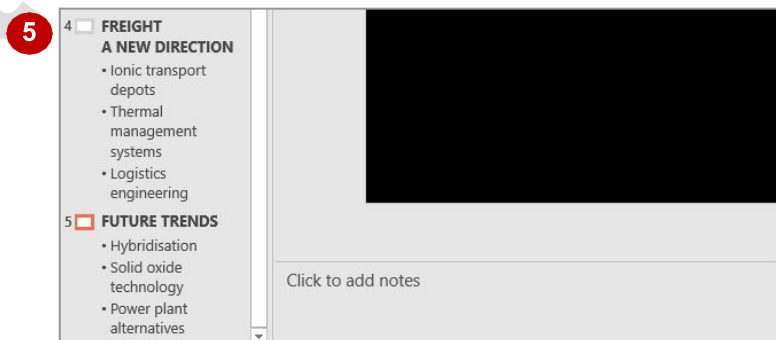 5
4 FREIGHT
A NEW DIRECTION
• Ionic transport
depots
• Thermal
management
systems
• Logistics
engineering
5 FUTURE TRENDS
• Hybridisation
• Solid oxide
technology
• Power plant
alternatives
Click to add notes